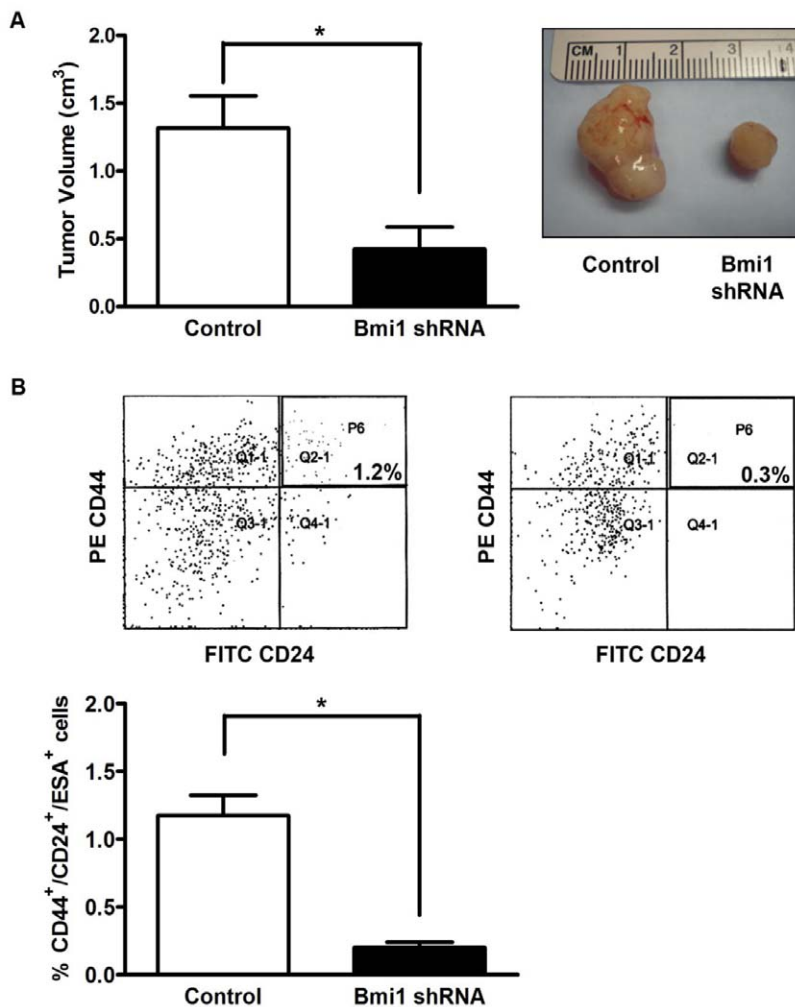 A
2.0
*
1.5
1.0
0.5
0.0
Tumor Volume (cm³)
Control
Bmi1 shRNA
CM 1 2 3 4
Control
Bmi1
shRNA
B
PE CD44
Q1-1
Q2-1
P6
1.2%
Q3-1
Q4-1
FITC CD24
PE CD44
Q1-1
Q2-1
P6
0.3%
Q3-1
Q4-1
FITC CD24
% CD44⁺/CD24⁺/ESA⁺ cells
2.0
*
1.5
1.0
0.5
0.0
Control
Bmi1 shRNA